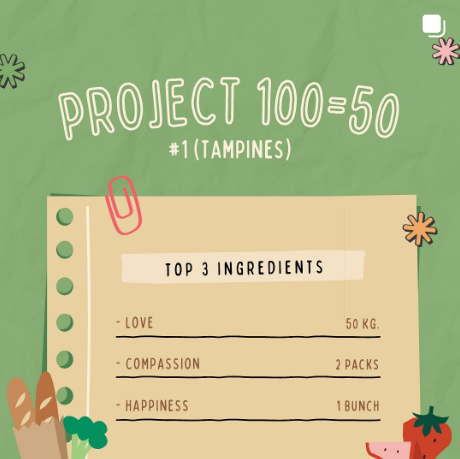 PROJECT 100=50
#1 (TAMPINES)
TOP 3 INGREDIENTS
- LOVE 50 KG.
- COMPASSION 2 PACKS
- HAPPINESS 1 BUNCH